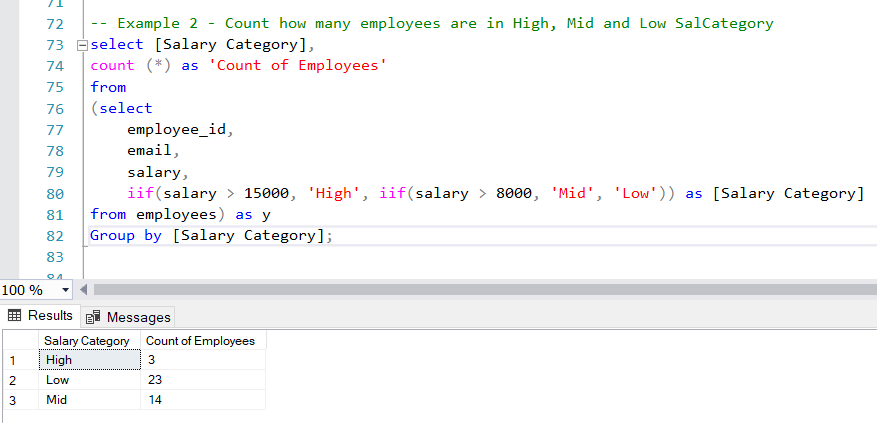 71
72 -- Example 2 - Count how many employees are in High, Mid and Low SalCategory
73 select [Salary Category],
74 count (*) as 'Count of Employees'
75 from
76 (select
77 employee_id,
78 email,
79 salary,
80 iif(salary > 15000, 'High', iif(salary > 8000, 'Mid', 'Low')) as [Salary Category]
81 from employees) as y
82 Group by [Salary Category];
83
84
100 %
Results Messages
Salary Category Count of Employees
1 High 3
2 Low 23
3 Mid 14